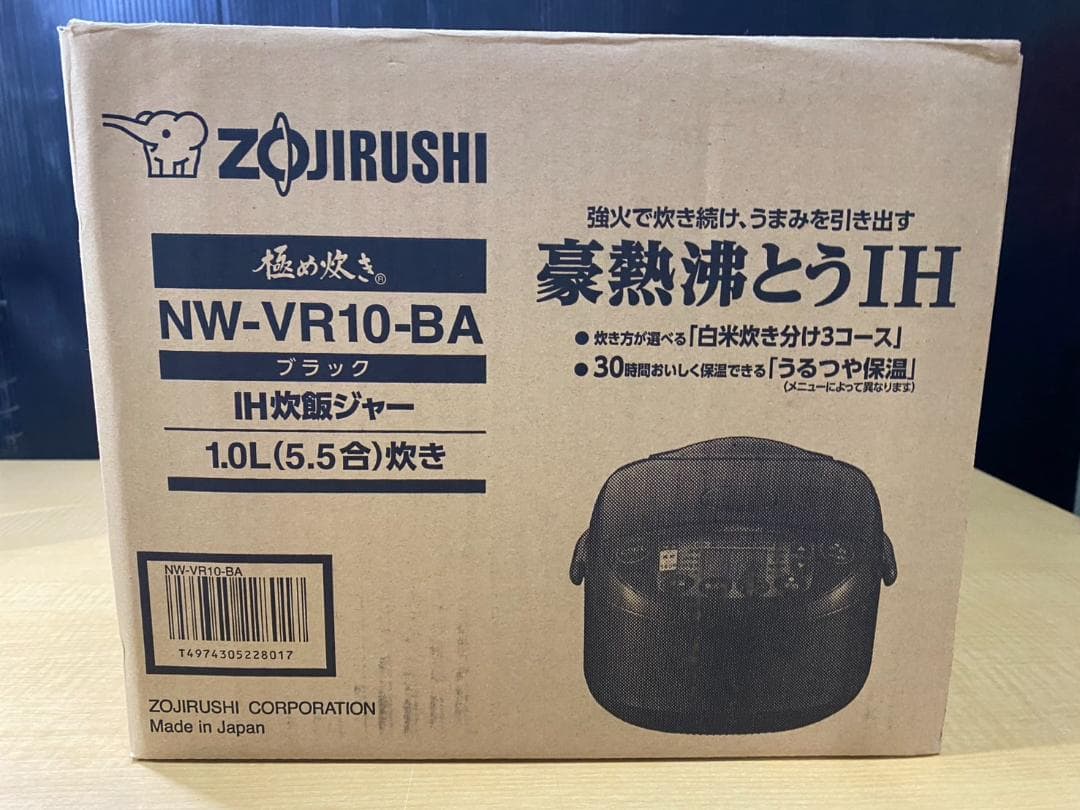 ZOJIRUSHI
極め炊き®
NW-VR10-BA
ブラック
IH炊飯ジャー
1.0L(5.5合)炊き
強火で炊き続け、うまみを引き出す
豪熱沸とうIH
●炊き方が選べる「白米炊き分け3コース」
●30時間おいしく保温できる「うるつや保温」
(メニューによって異なります)
NW-VR10-BA
T4974305228017
ZOJIRUSHI CORPORATION
Made in Japan